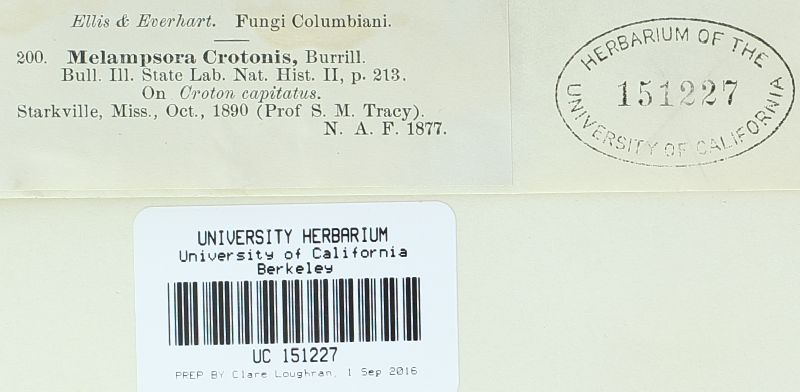 Ellis & Everhart. Fungi Columbiani.
200. Melampsora Crotonis, Burrill.
Bull. Ill. State Lab. Nat. Hist. II, p. 213.
On Croton capitatus.
Starkville, Miss., Oct., 1890 (Prof S. M. Tracy).
N. A. F. 1877.
HERBARIUM OF THE
151227
UNIVERSITY OF CALIFORNIA
UNIVERSITY HERBARIUM
University of California
Berkeley
UC 151227
PREP BY Clare Loughran, 1 Sep 2016